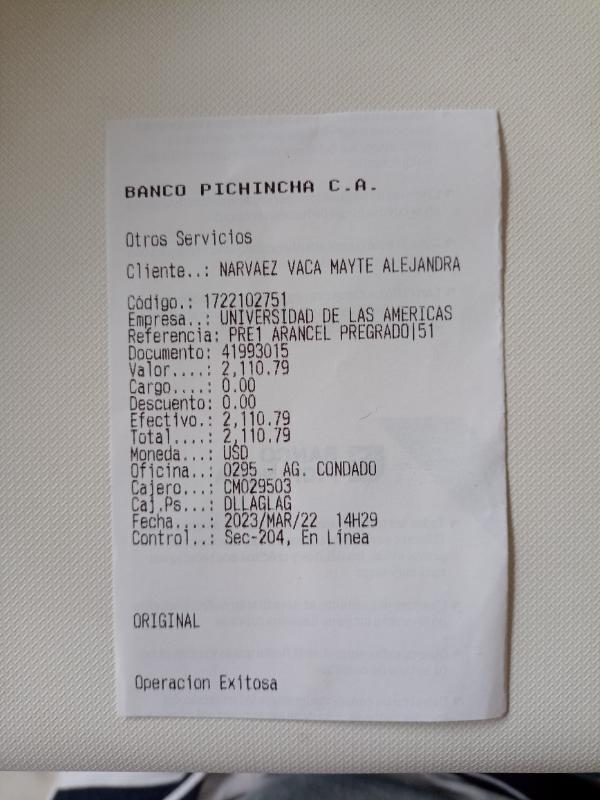 BANCO PICHINCHA C.A.
Otros Servicios
Cliente..: NARVAEZ VACA MAYTE ALEJANDRA
Código.: 1722102751
Empresa..: UNIVERSIDAD DE LAS AMERICAS
Referencia: PRE1 ARANCEL PREGRADO|51
Documento: 41993015
Valor....: 2,110.79
Cargo....: 0.00
Descuento: 0.00
Efectivo.: 2,110.79
Total....: 2,110.79
Moneda...: USD
Oficina..: 0295 - AG. CONDADO
Cajero...: CM029503
Caj.Ps...: DLLAGLAG
Fecha....: 2023/MAR/22 14H29
Control..: Sec-204, En Línea
ORIGINAL
Operacion Exitosa